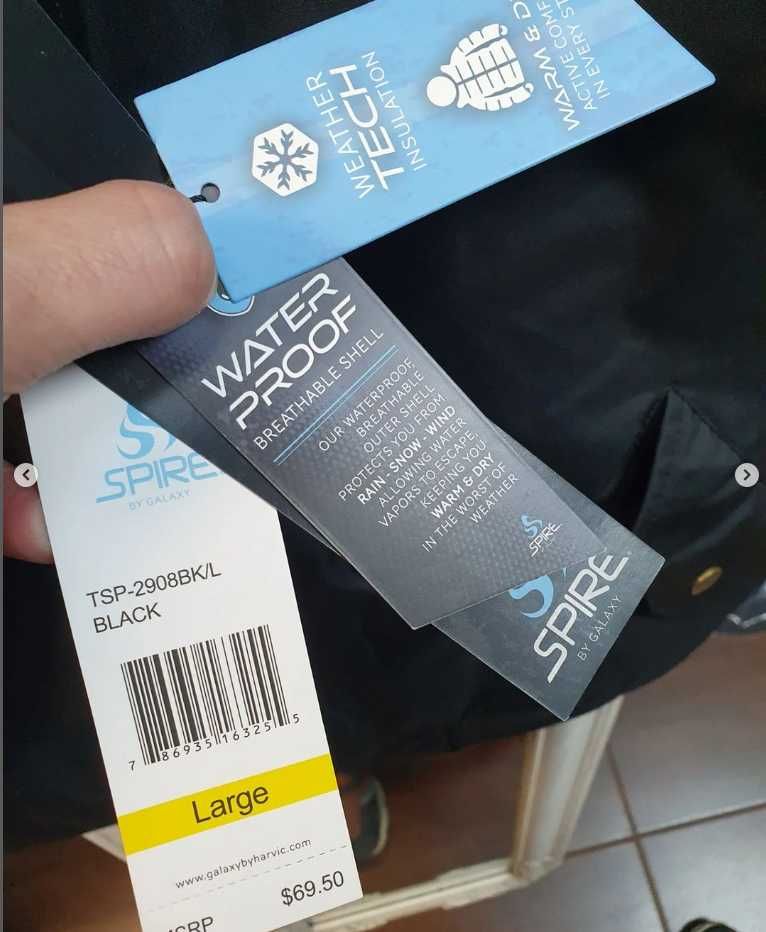 WEATHER
TECH
INSULATION
WARM & D
ACTIVE COMF
IN EVERY ST
WATER
PROOF
BREATHABLE SHELL
OUR WATERPROOF,
BREATHABLE
OUTER SHELL
PROTECTS YOU FROM
RAIN - SNOW - WIND
ALLOWING WATER
VAPORS TO ESCAPE,
KEEPING YOU
WARM & DRY
IN THE WORST OF
WEATHER
SPIRE
SPIRE
BY GALAXY
SPIRE
BY GALAXY
TSP-2908BK/L
BLACK
7 86935 16325 5
Large
www.galaxybyharvic.com
$69.50
MSRP